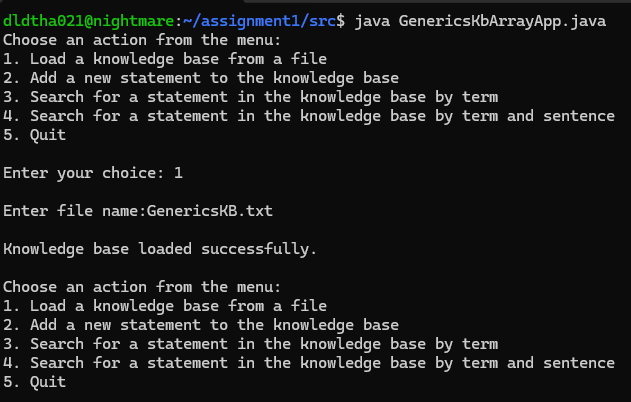 dldtha021@nightmare:~/assignment1/src$ java GenericsKbArrayApp.java
Choose an action from the menu:
1. Load a knowledge base from a file
2. Add a new statement to the knowledge base
3. Search for a statement in the knowledge base by term
4. Search for a statement in the knowledge base by term and sentence
5. Quit
Enter your choice: 1
Enter file name:GenericsKB.txt
Knowledge base loaded successfully.
Choose an action from the menu:
1. Load a knowledge base from a file
2. Add a new statement to the knowledge base
3. Search for a statement in the knowledge base by term
4. Search for a statement in the knowledge base by term and sentence
5. Quit